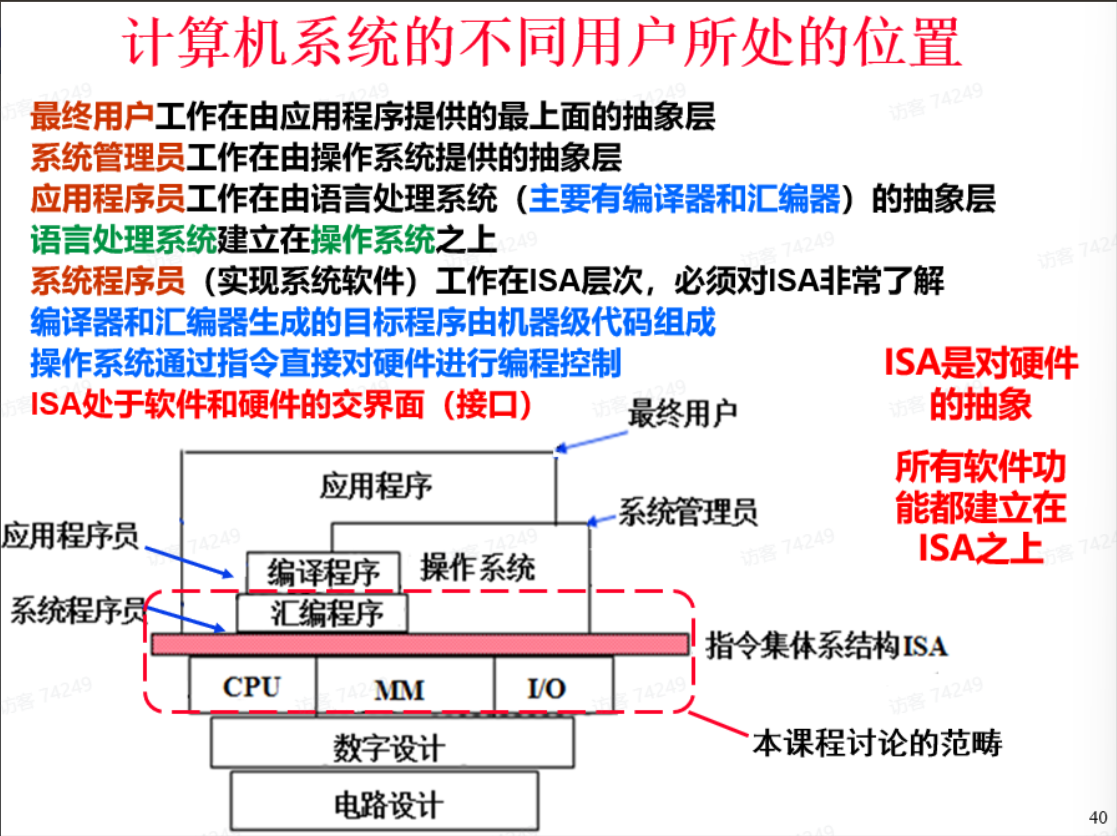 计算机系统的不同用户所处的位置
最终用户工作在由应用程序提供的最上面的抽象层
系统管理员工作在由操作系统提供的抽象层
应用程序员工作在由语言处理系统（主要有编译器和汇编器）的抽象层
语言处理系统建立在操作系统之上
系统程序员（实现系统软件）工作在ISA层次，必须对ISA非常了解
编译器和汇编器生成的目标程序由机器级代码组成
操作系统通过指令直接对硬件进行编程控制
ISA处于软件和硬件的交界面（接口）
ISA是对硬件
的抽象
所有软件功
能都建立在
ISA之上
最终用户
应用程序
系统管理员
应用程序员
编译程序
操作系统
系统程序员
汇编程序
指令集体系结构ISA
CPU
MM
I/O
数字设计
本课程讨论的范畴
电路设计
40
访客 74249